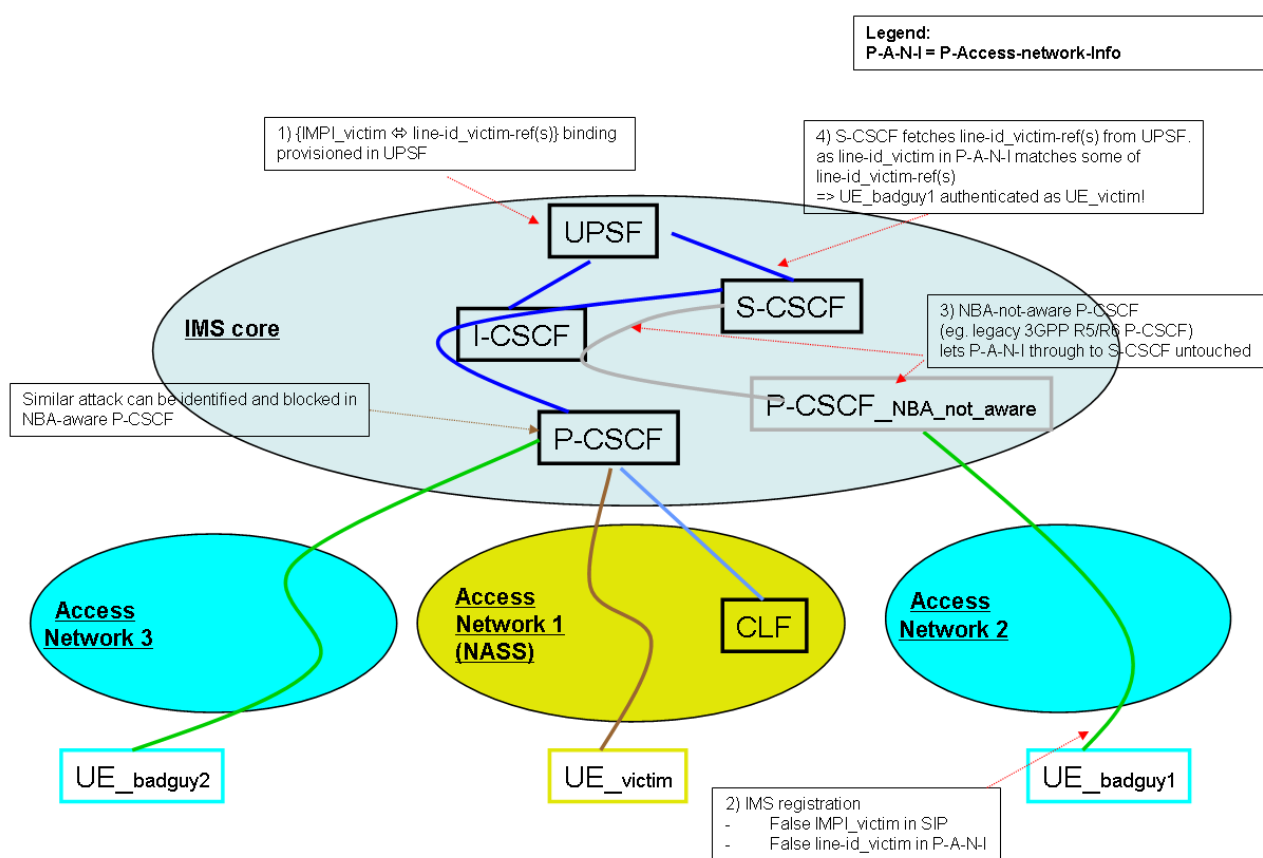 Legend:
P-A-N-I = P-Access-network-Info
1) {IMPI_victim ⇔ line-id_victim-ref(s)} binding
provisioned in UPSF
4) S-CSCF fetches line-id_victim-ref(s) from UPSF.
as line-id_victim in P-A-N-I matches some of
line-id_victim-ref(s)
=> UE_badguy1 authenticated as UE_victim!
UPSF
S-CSCF
IMS core
I-CSCF
3) NBA-not-aware P-CSCF
(eg. legacy 3GPP R5/R6 P-CSCF)
lets P-A-N-I through to S-CSCF untouched
Similar attack can be identified and blocked in
NBA-aware P-CSCF
P-CSCF_NBA_not_aware
P-CSCF
Access
Network 3
Access
Network 1
(NASS)
CLF
Access
Network 2
UE_badguy2
UE_victim
UE_badguy1
2) IMS registration
- False IMPI_victim in SIP
- False line-id_victim in P-A-N-I